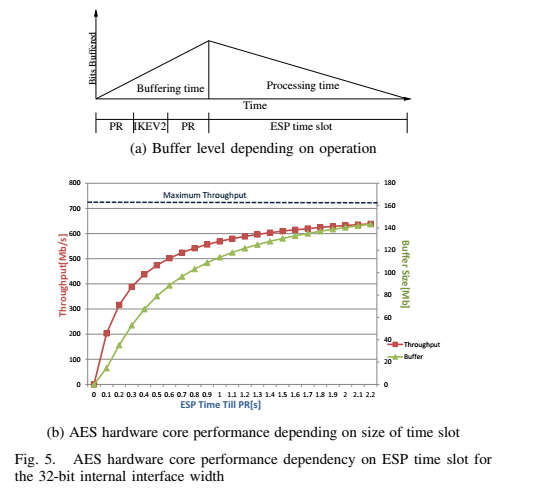 Bits Buffered
Buffering time
Processing time
Time
PR IKEV2 PR ESP time slot
(a) Buffer level depending on operation
800 180
700 160
600 140
500 120
400 100
300 80
200 60
100 40
0 20
0
Maximum Throughput
Throughput[Mb/s]
Buffer Size[Mb]
Throughput
Buffer
0 0.1 0.2 0.3 0.4 0.5 0.6 0.7 0.8 0.9 1 1.1 1.2 1.3 1.4 1.5 1.6 1.7 1.8 1.9 2 2.1 2.2
ESP Time Till PR[s]
(b) AES hardware core performance depending on size of time slot
Fig. 5. AES hardware core performance dependency on ESP time slot for
the 32-bit internal interface width